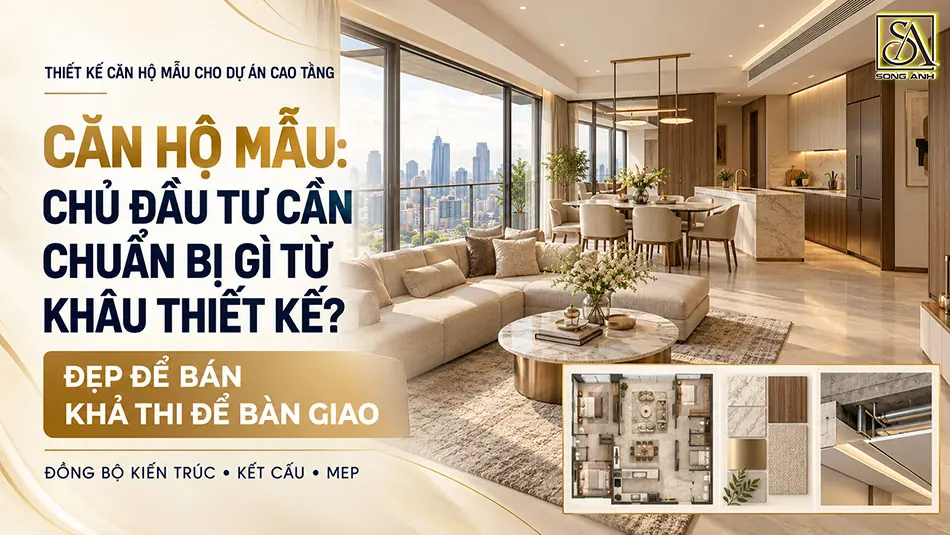 THIẾT KẾ CĂN HỘ MẪU CHO DỰ ÁN CAO TẦNG
CĂN HỘ MẪU:
CHỦ ĐẦU TƯ CẦN
CHUẨN BỊ GÌ TỪ
KHÂU THIẾT KẾ?
ĐẸP ĐỂ BÁN
KHẢ THI ĐỂ BÀN GIAO
ĐỒNG BỘ KIẾN TRÚC • KẾT CẤU • MEP
SA
SONG ANH